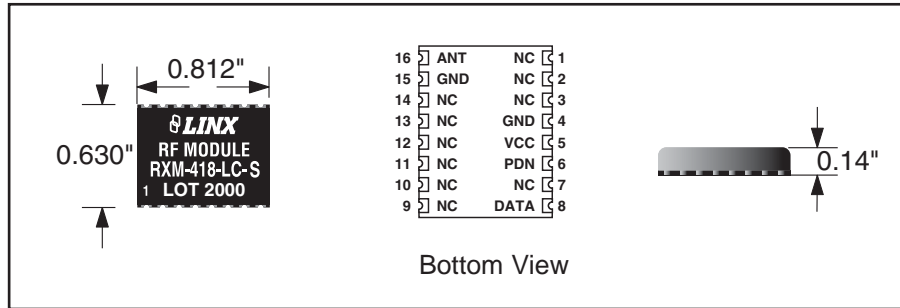 0.812"
0.630"
LINX
RF MODULE
RXM-418-LC-S
1 LOT 2000
16 ANT NC 1
15 GND NC 2
14 NC NC 3
13 NC GND 4
12 NC VCC 5
11 NC PDN 6
10 NC NC 7
9 NC DATA 8
Bottom View
0.14"